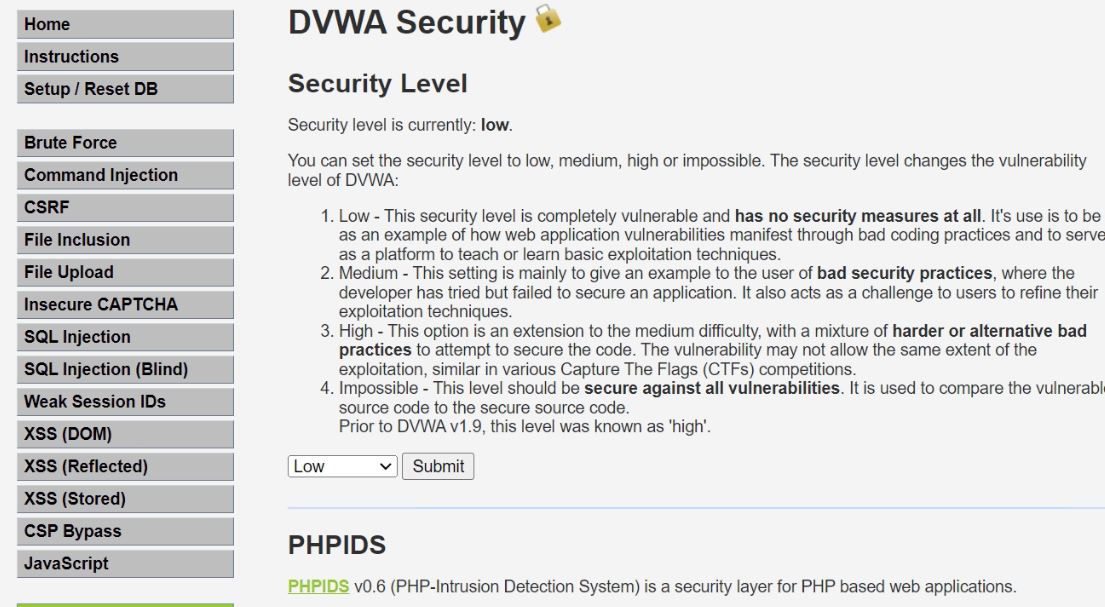 Home
Instructions
Setup / Reset DB
Brute Force
Command Injection
CSRF
File Inclusion
File Upload
Insecure CAPTCHA
SQL Injection
SQL Injection (Blind)
Weak Session IDs
XSS (DOM)
XSS (Reflected)
XSS (Stored)
CSP Bypass
JavaScript
DVWA Security
Security Level
Security level is currently: low.
You can set the security level to low, medium, high or impossible. The security level changes the vulnerability
level of DVWA:
1. Low - This security level is completely vulnerable and has no security measures at all. It's use is to be
as an example of how web application vulnerabilities manifest through bad coding practices and to serve
as a platform to teach or learn basic exploitation techniques.
2. Medium - This setting is mainly to give an example to the user of bad security practices, where the
developer has tried but failed to secure an application. It also acts as a challenge to users to refine their
exploitation techniques.
3. High - This option is an extension to the medium difficulty, with a mixture of harder or alternative bad
practices to attempt to secure the code. The vulnerability may not allow the same extent of the
exploitation, similar in various Capture The Flags (CTFs) competitions.
4. Impossible - This level should be secure against all vulnerabilities. It is used to compare the vulnerable
source code to the secure source code.
Prior to DVWA v1.9, this level was known as 'high'.
Low Submit
PHPIDS
PHPIDS v0.6 (PHP-Intrusion Detection System) is a security layer for PHP based web applications.